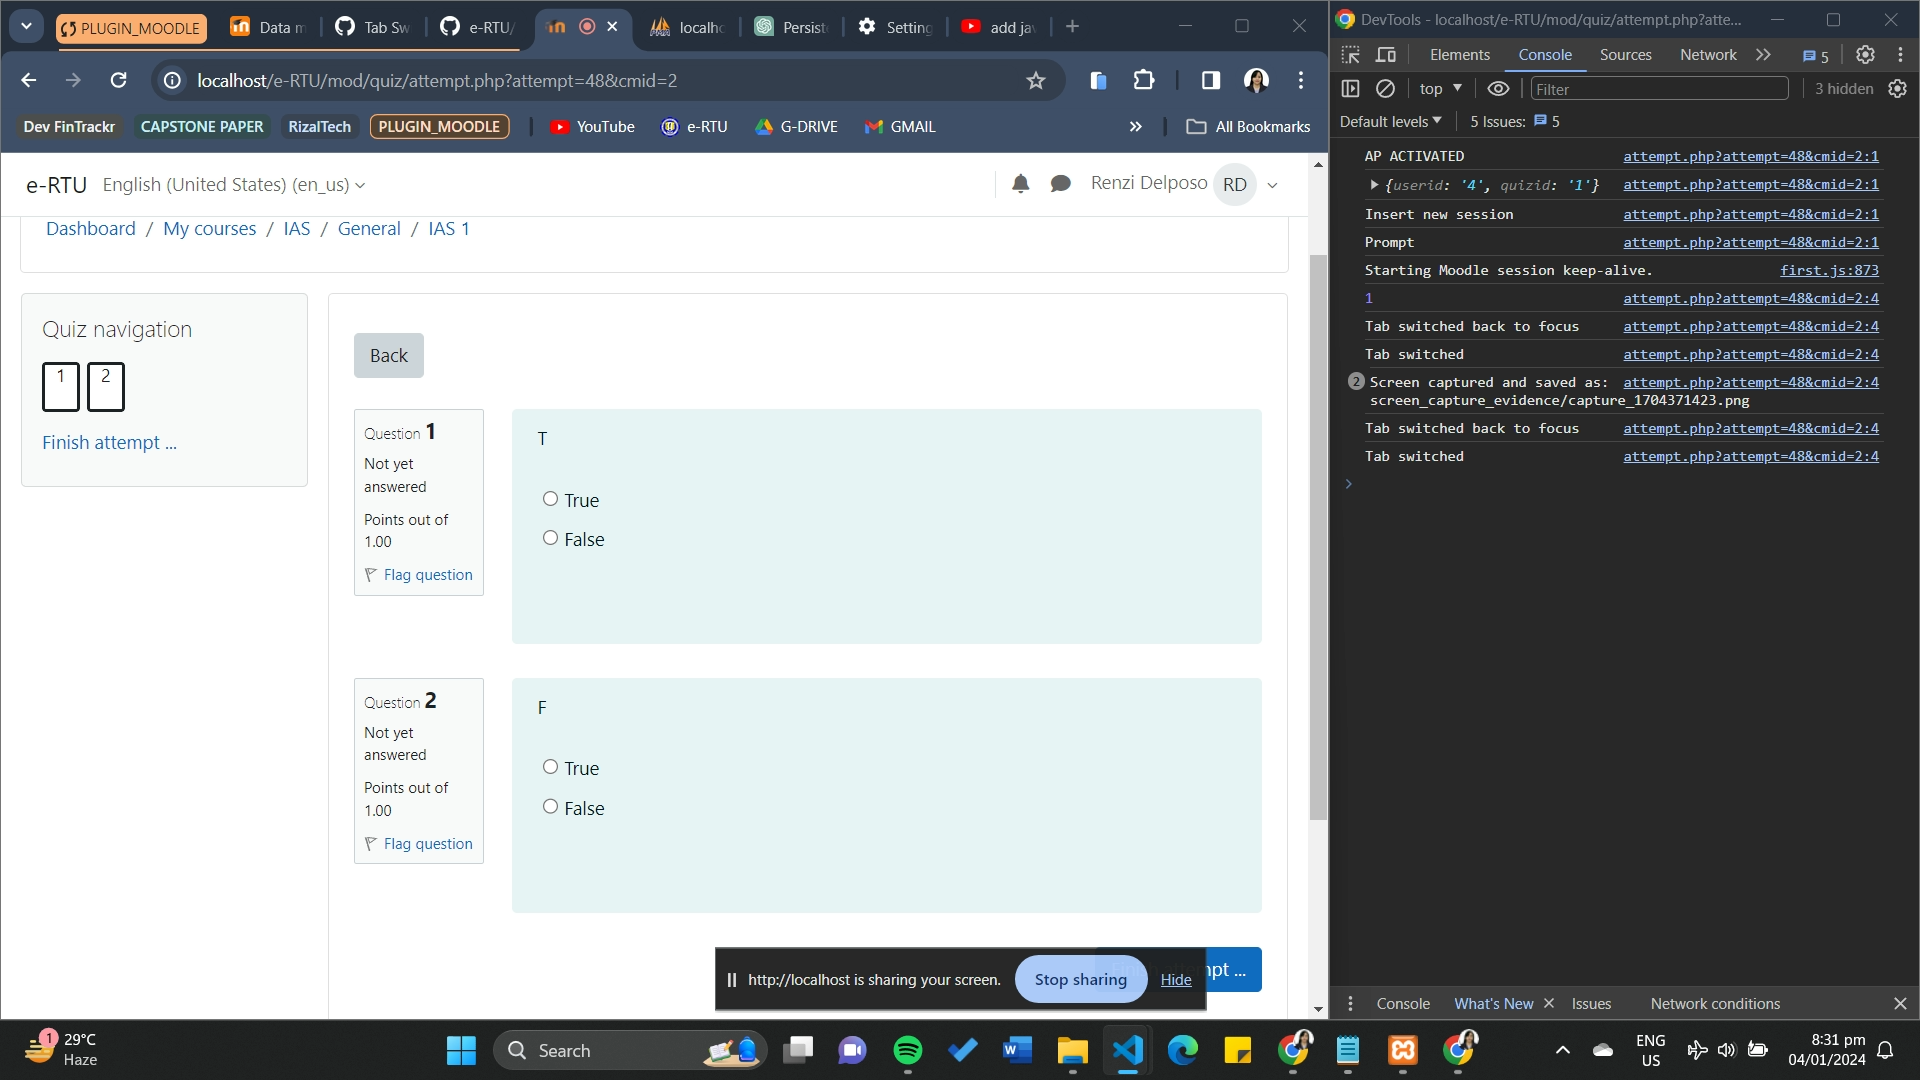 PLUGIN_MOODLE
Data m
Tab Sw
e-RTU/
localho
Persist
Setting
add ja
localhost/e-RTU/mod/quiz/attempt.php?attempt=48&cmid=2
Dev FinTrackr
CAPSTONE PAPER
RizalTech
PLUGIN_MOODLE
YouTube
e-RTU
G-DRIVE
GMAIL
»
All Bookmarks
e-RTU
English (United States) (en_us)
Renzi Delposo
RD
Dashboard / My courses / IAS / General / IAS 1
Quiz navigation
1
2
Finish attempt ...
Back
Question 1
Not yet
answered
Points out of
1.00
Flag question
T
True
False
Question 2
Not yet
answered
Points out of
1.00
Flag question
F
True
False
http://localhost is sharing your screen.
Stop sharing
Hide
pt ...
DevTools - localhost/e-RTU/mod/quiz/attempt.php?atte...
Elements
Console
Sources
Network
»
5
top
Filter
3 hidden
Default levels
5 Issues: 5
AP ACTIVATED attempt.php?attempt=48&cmid=2:1
{userid: '4', quizid: '1'} attempt.php?attempt=48&cmid=2:1
Insert new session attempt.php?attempt=48&cmid=2:1
Prompt attempt.php?attempt=48&cmid=2:1
Starting Moodle session keep-alive. first.js:873
1 attempt.php?attempt=48&cmid=2:4
Tab switched back to focus attempt.php?attempt=48&cmid=2:4
Tab switched attempt.php?attempt=48&cmid=2:4
2 Screen captured and saved as: attempt.php?attempt=48&cmid=2:4
screen_capture_evidence/capture_1704371423.png
Tab switched back to focus attempt.php?attempt=48&cmid=2:4
Tab switched attempt.php?attempt=48&cmid=2:4
Console
What's New
Issues
Network conditions
1
29°C
Haze
Search
ENG
US
8:31 pm
04/01/2024